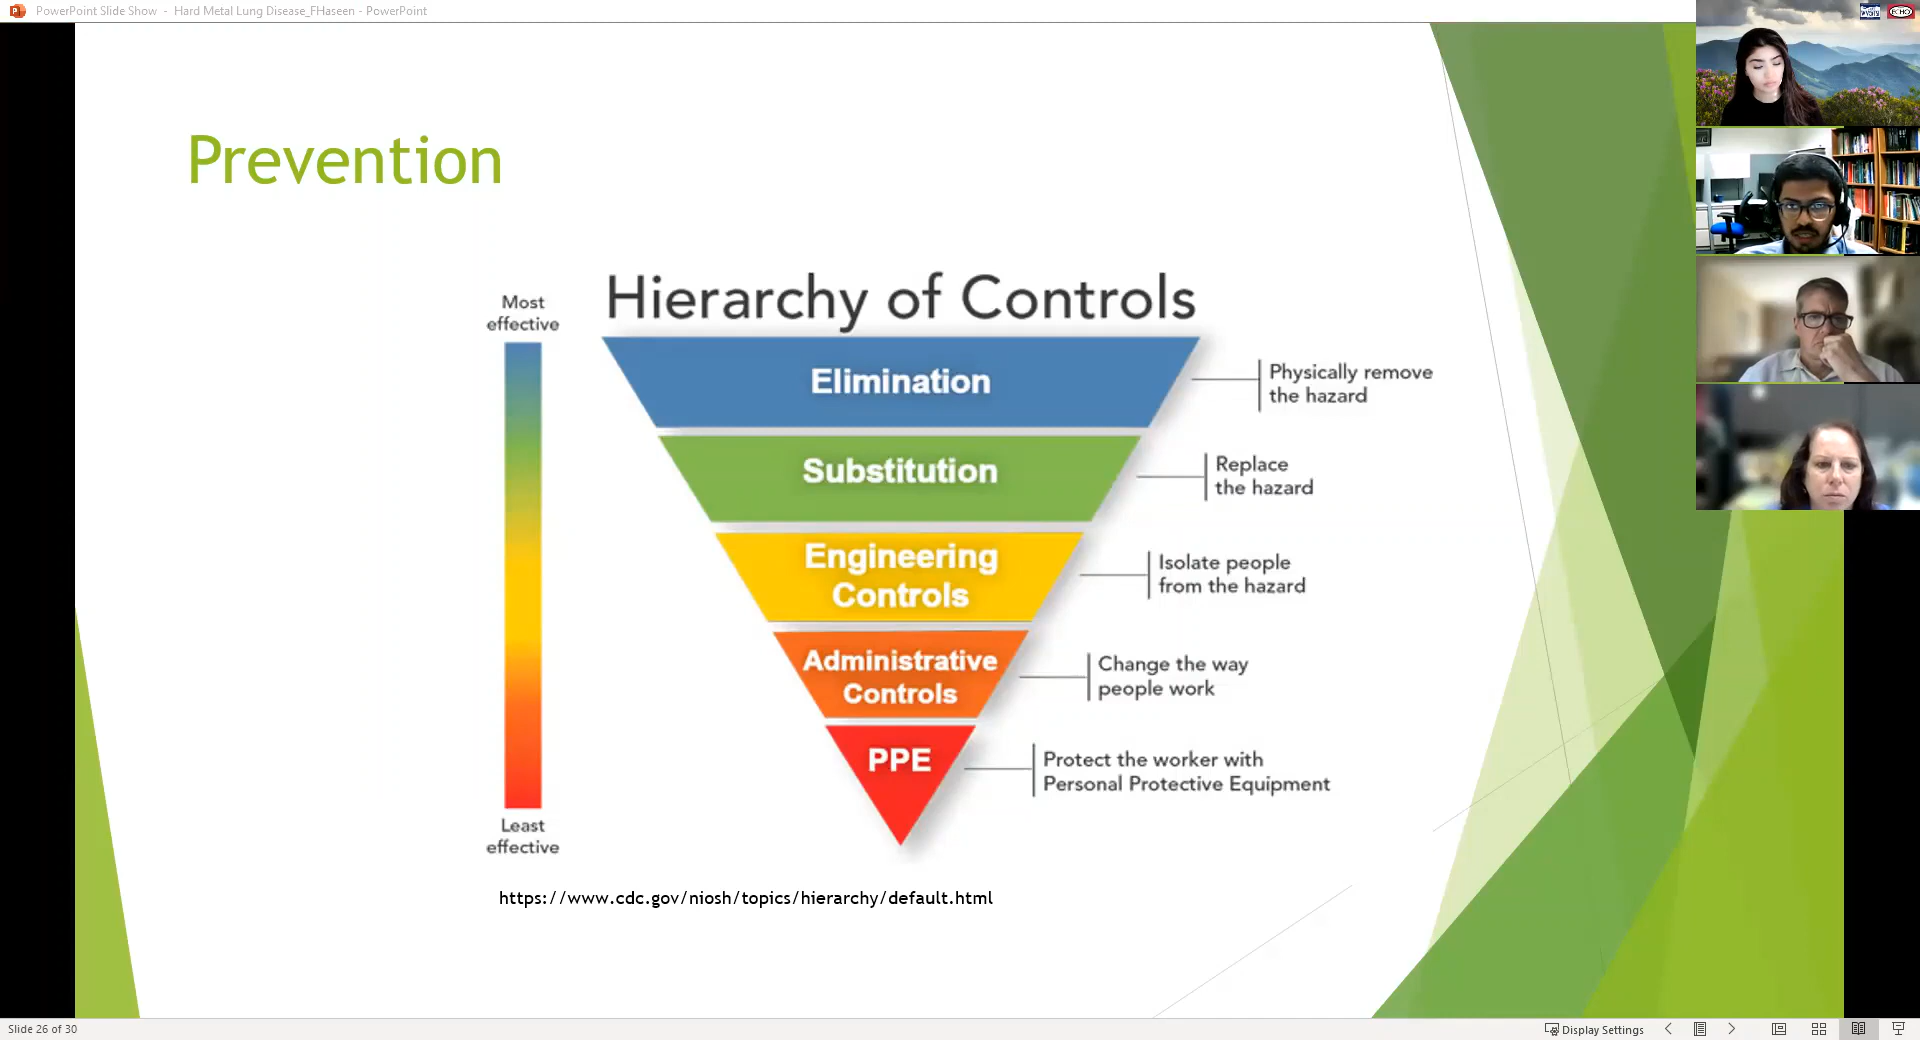 PowerPoint Slide Show - Hard Metal Lung Disease_FHaseen - PowerPoint
ECHO
Prevention
Hierarchy of Controls
Most
effective
Elimination
Physically remove
the hazard
Substitution
Replace
the hazard
Engineering
Controls
Isolate people
from the hazard
Administrative
Controls
Change the way
people work
PPE
Protect the worker with
Personal Protective Equipment
Least
effective
https://www.cdc.gov/niosh/topics/hierarchy/default.html
Slide 26 of 30
Display Settings